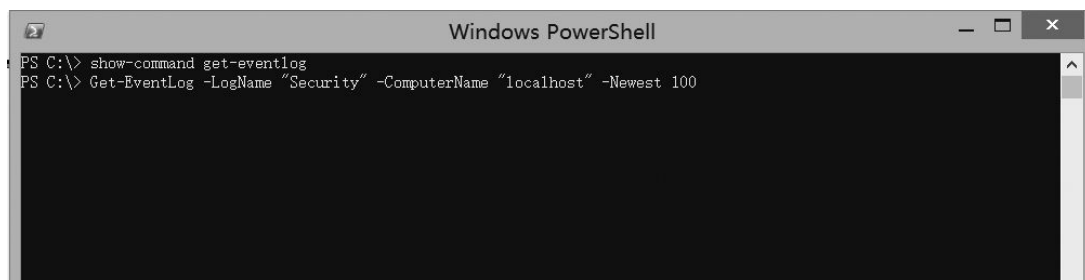 Windows PowerShell
PS C:\> show-command get-eventlog
PS C:\> Get-EventLog -LogName "Security" -ComputerName "localhost" -Newest 100